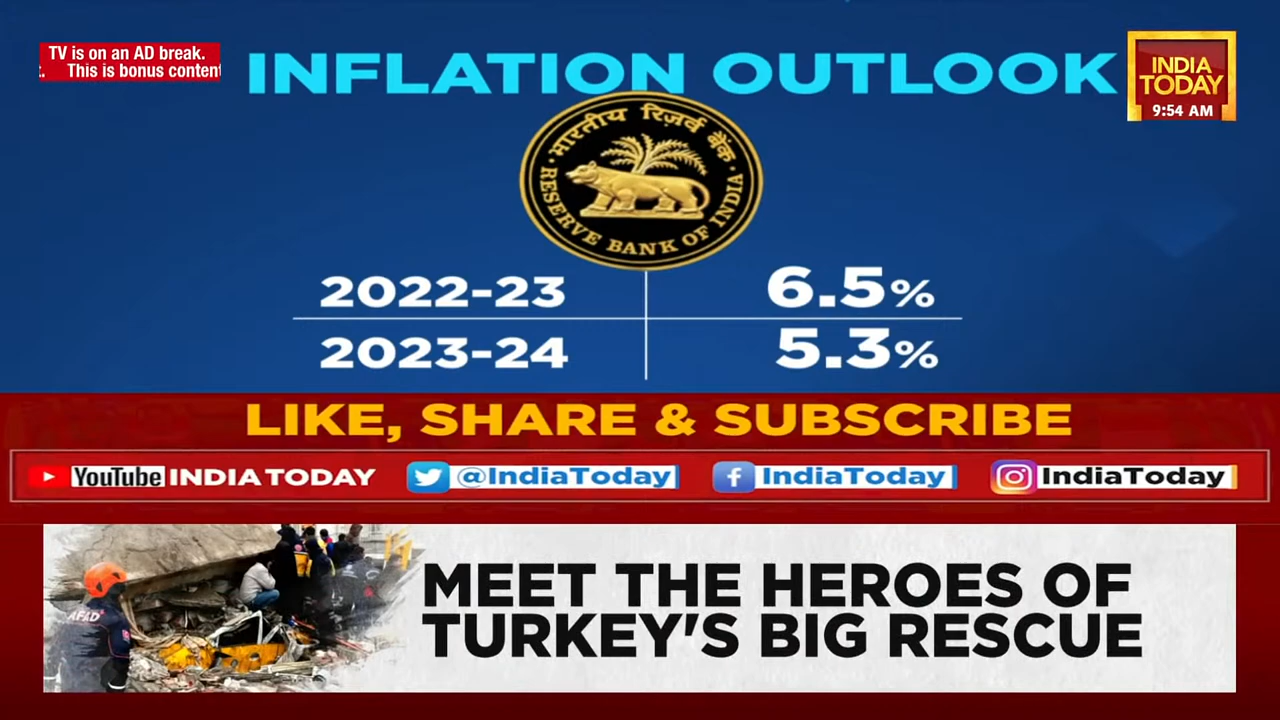 TV is on an AD break.
t. This is bonus content
INFLATION OUTLOOK
INDIA
TODAY
9:54 AM
भारतीय रिज़र्व बैंक
RESERVE BANK OF INDIA
2022-23 6.5%
2023-24 5.3%
LIKE, SHARE & SUBSCRIBE
YouTube INDIA TODAY @IndiaToday IndiaToday IndiaToday
AFAD
MEET THE HEROES OF
TURKEY'S BIG RESCUE